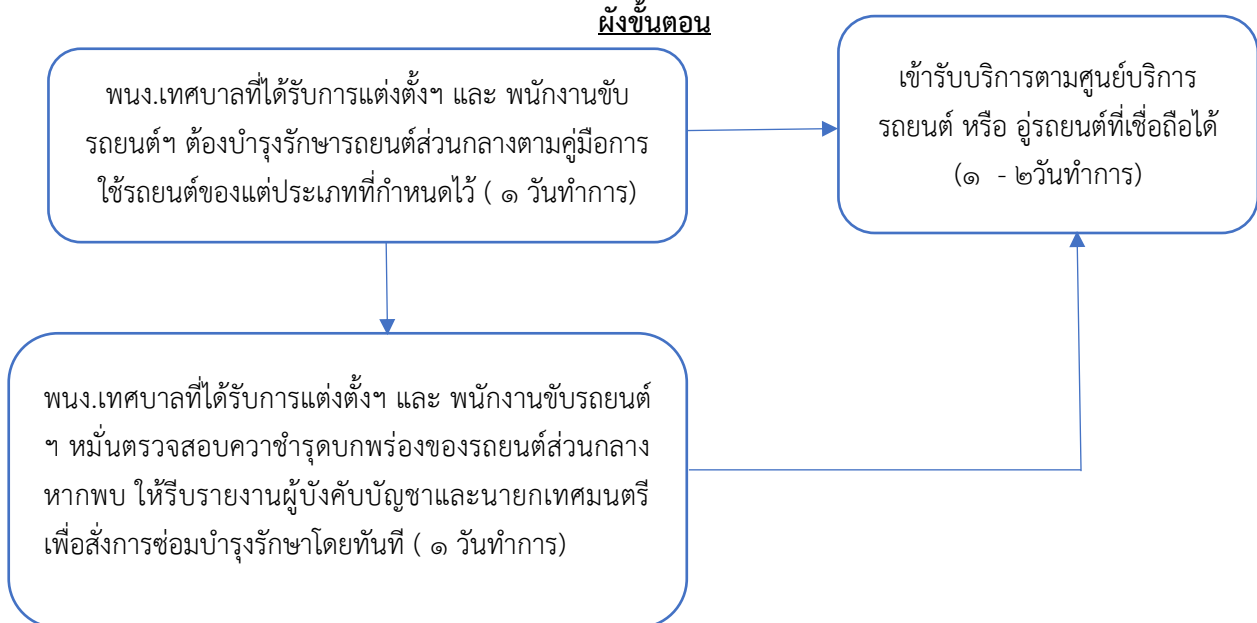 ผังขั้นตอน
พนง.เทศบาลที่ได้รับการแต่งตั้งฯ และ พนักงานขับ
รถยนต์ฯ ต้องบำรุงรักษารถยนต์ส่วนกลางตามคู่มือการ
ใช้รถยนต์ของแต่ประเภทที่กำหนดไว้ ( ๑ วันทำการ)
เข้ารับบริการตามศูนย์บริการ
รถยนต์ หรือ อู่รถยนต์ที่เชื่อถือได้
(๑ - ๒วันทำการ)
พนง.เทศบาลที่ได้รับการแต่งตั้งฯ และ พนักงานขับรถยนต์
ฯ หมั่นตรวจสอบควาชำรุดบกพร่องของรถยนต์ส่วนกลาง
หากพบ ให้รีบรายงานผู้บังคับบัญชาและนายกเทศมนตรี
เพื่อสั่งการซ่อมบำรุงรักษาโดยทันที ( ๑ วันทำการ)